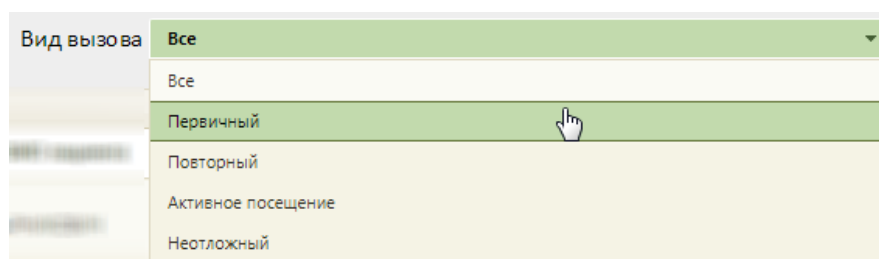 Вид вызова Все
Все
Первичный
Повторный
Активное посещение
Неотложный